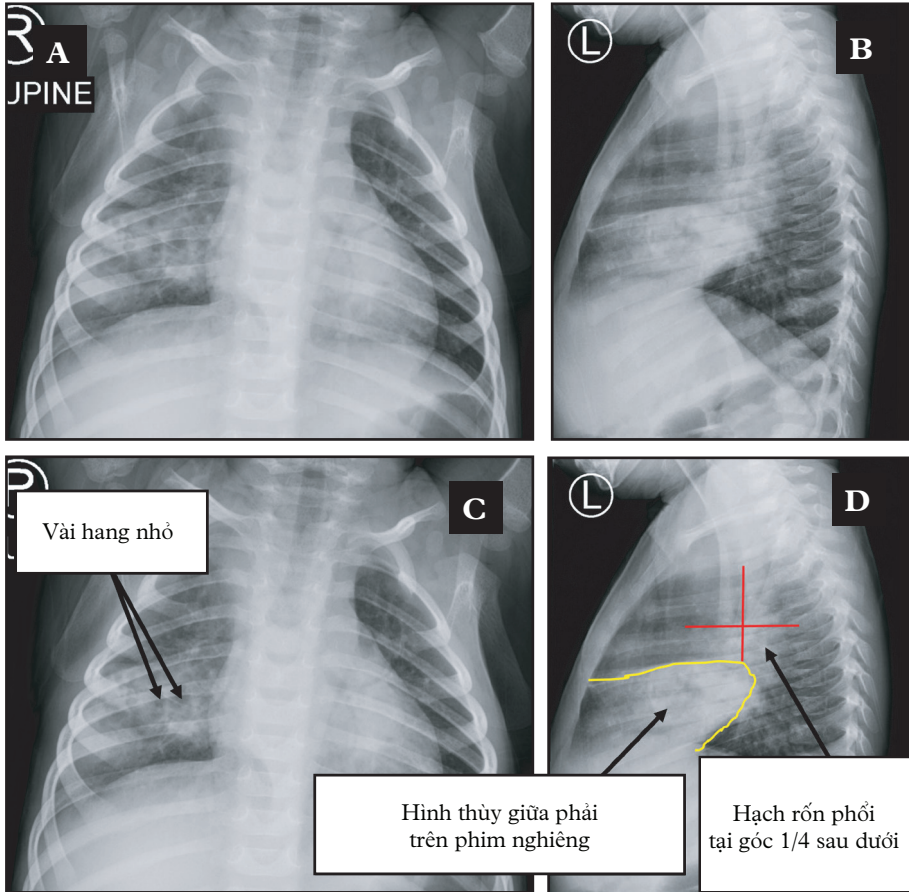 R
A
JPINE
L
B
Vài hang nhỏ
C
L
D
Hình thùy giữa phải
trên phim nghiêng
Hạch rốn phổi
tại góc 1/4 sau dưới